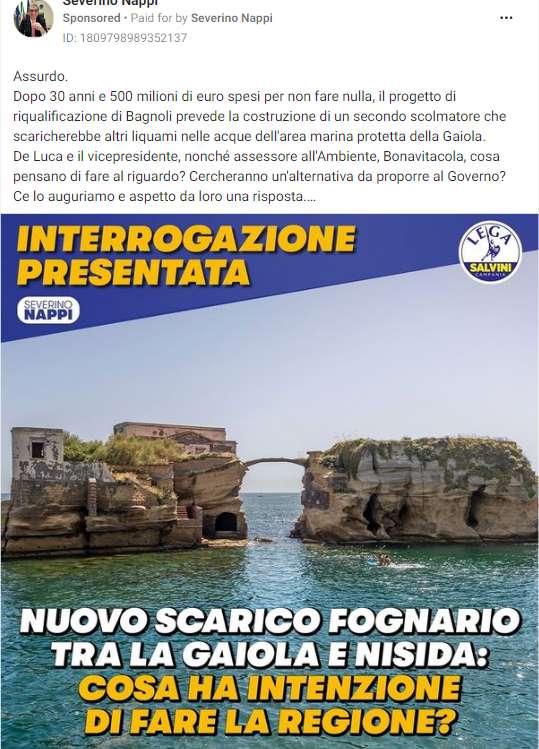 Severino Nappi
Sponsored • Paid for by Severino Nappi
ID: 1809798989352137
Assurdo.
Dopo 30 anni e 500 milioni di euro spesi per non fare nulla, il progetto di
riqualificazione di Bagnoli prevede la costruzione di un secondo scolmatore che
scaricherebbe altri liquami nelle acque dell'area marina protetta della Gaiola.
De Luca e il vicepresidente, nonché assessore all'Ambiente, Bonavitacola, cosa
pensano di fare al riguardo? Cercheranno un'alternativa da proporre al Governo?
Ce lo auguriamo e aspetto da loro una risposta....
INTERROGAZIONE
PRESENTATA
SEVERINO
NAPPI
LEGA
SALVINI
CAMPANIA
NUOVO SCARICO FOGNARIO
TRA LA GAIOLA E NISIDA:
COSA HA INTENZIONE
DI FARE LA REGIONE?